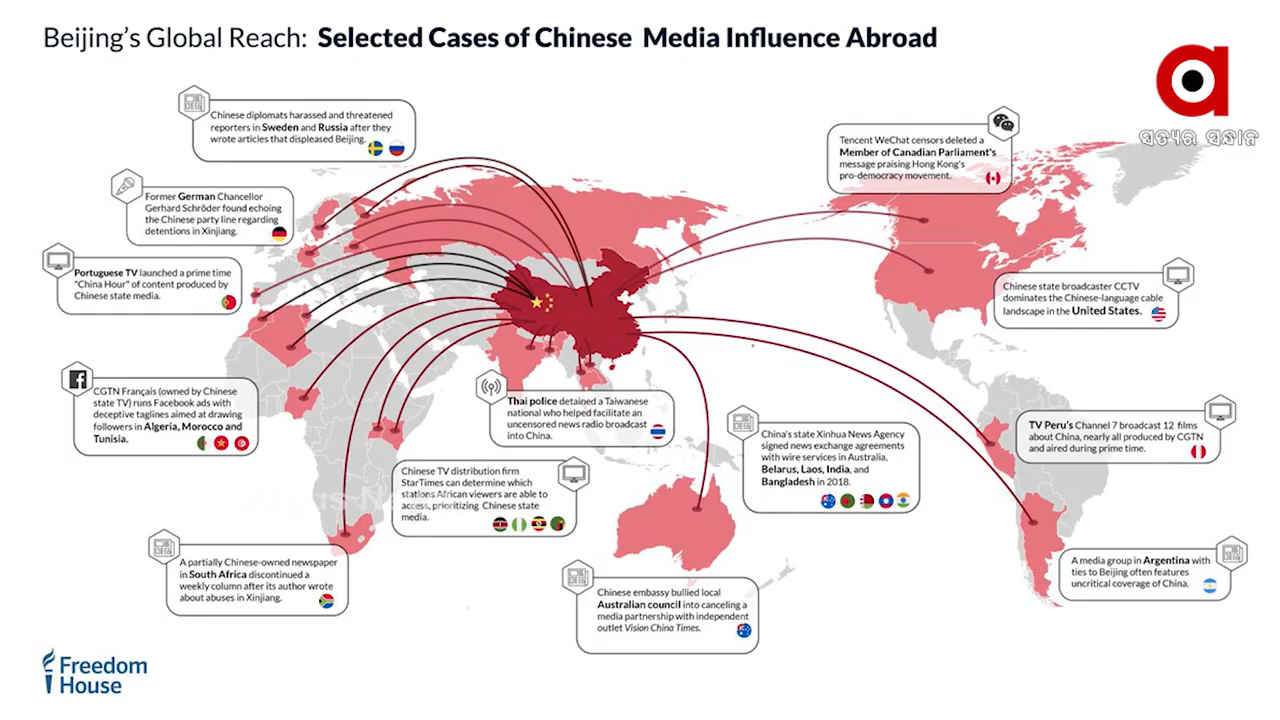 Beijing's Global Reach: Selected Cases of Chinese Media Influence Abroad
ସତ୍ୟର ସନ୍ଧାନ
Chinese diplomats harassed and threatened
reporters in Sweden and Russia after they
wrote articles that displeased Beijing.
Tencent WeChat censors deleted a
Member of Canadian Parliament's
message praising Hong Kong's
pro-democracy movement.
Former German Chancellor
Gerhard Schröder found echoing
the Chinese party line regarding
detentions in Xinjiang.
Portuguese TV launched a prime time
"China Hour" of content produced by
Chinese state media.
Chinese state broadcaster CCTV
dominates the Chinese-language cable
landscape in the United States.
CGTN Français (owned by Chinese
state TV) runs Facebook ads with
deceptive taglines aimed at drawing
followers in Algeria, Morocco and
Tunisia.
Thai police detained a Taiwanese
national who helped facilitate an
uncensored news radio broadcast
into China.
TV Peru's Channel 7 broadcast 12 films
about China, nearly all produced by CGTN
and aired during prime time.
China's state Xinhua News Agency
signed news exchange agreements
with wire services in Australia,
Belarus, Laos, India, and
Bangladesh in 2018.
Chinese TV distribution firm
StarTimes can determine which
stations African viewers are able to
access, prioritizing Chinese state
media.
A partially Chinese-owned newspaper
in South Africa discontinued a
weekly column after its author wrote
about abuses in Xinjiang.
Chinese embassy bullied local
Australian council into canceling a
media partnership with independent
outlet Vision China Times.
A media group in Argentina with
ties to Beijing often features
uncritical coverage of China.
Freedom
House